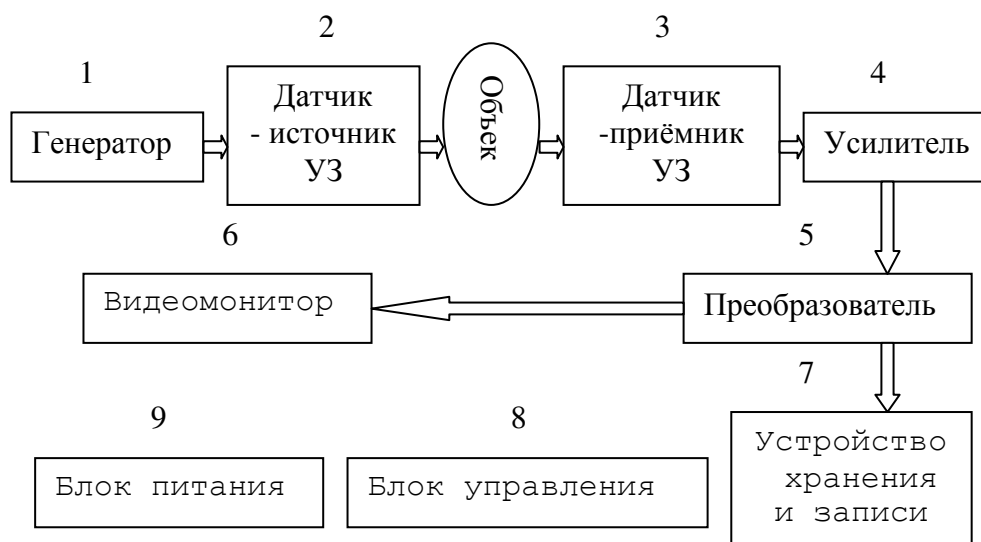 2
3
1
4
Датчик
- источник
УЗ
Объек
Датчик
-приёмник
УЗ
Генератор
Усилитель
6
5
Видеомонитор
Преобразователь
7
9
8
Устройство
хранения
и записи
Блок питания
Блок управления